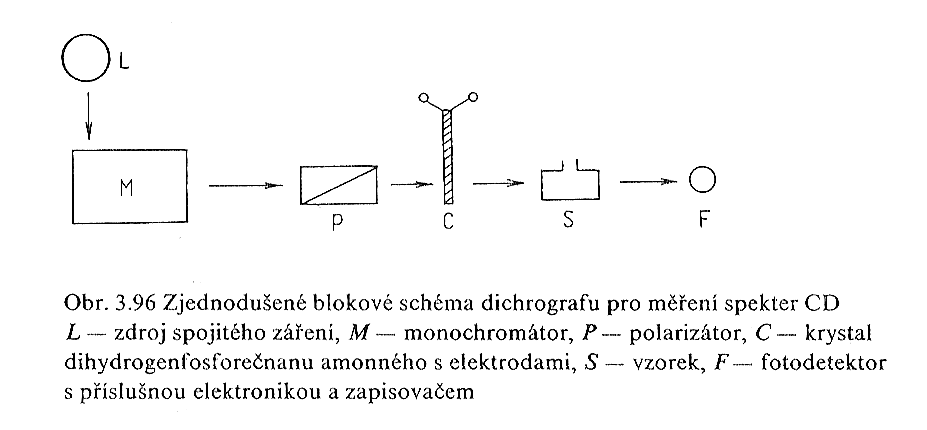 L
M
P
C
S
F
Obr. 3.96 Zjednodušené blokové schéma dichrografu pro měření spekter CD
L — zdroj spojitého záření, M — monochromátor, P — polarizátor, C — krystal
dihydrogenfosforečnanu amonného s elektrodami, S — vzorek, F — fotodetektor
s příslušnou elektronikou a zapisovačem